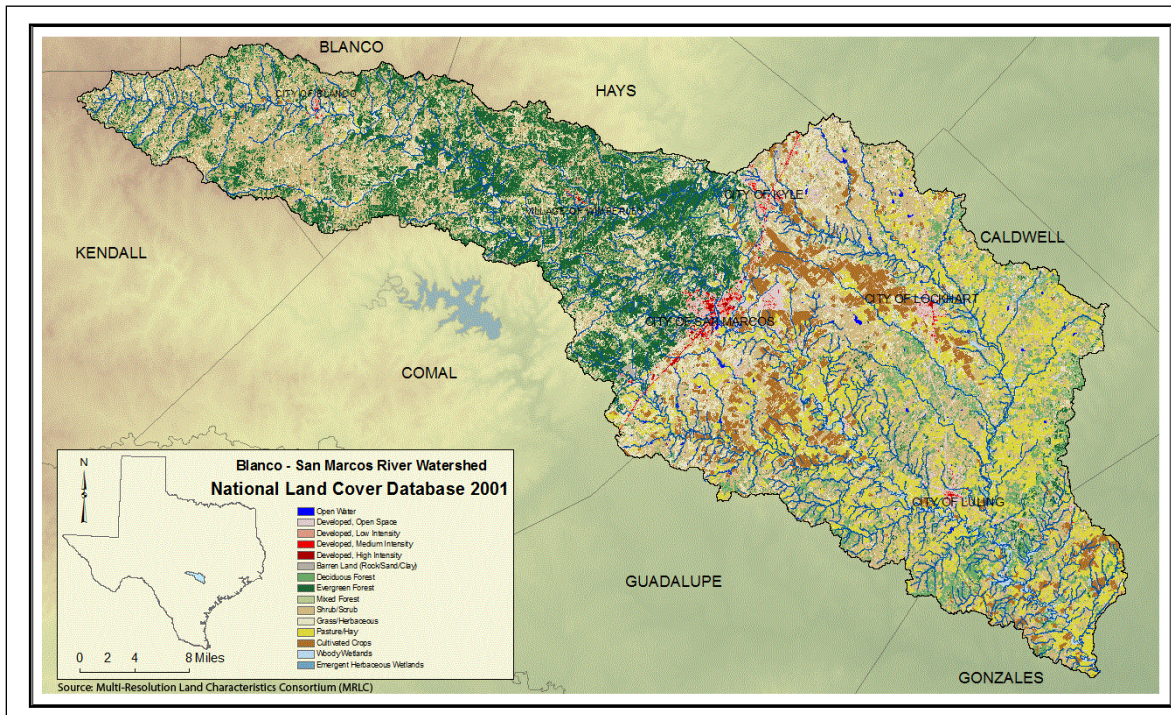 BLANCO
HAYS
CITY OF BLANCO
CITY OF KYLE
VILLAGE OF WIMBERLEY
KENDALL
CALDWELL
CITY OF LOCKHART
CITY OF SAN MARCOS
COMAL
CITY OF LULING
GUADALUPE
GONZALES
N
Blanco - San Marcos River Watershed
National Land Cover Database 2001
Open Water
Developed, Open Space
Developed, Low Intensity
Developed, Medium Intensity
Developed, High Intensity
Barren Land (Rock/Sand/Clay)
Deciduous Forest
Evergreen Forest
Mixed Forest
Shrub/Scrub
Grass/Herbaceous
Pasture/Hay
Cultivated Crops
Woody Wetlands
Emergent Herbaceous Wetlands
0 4 8 Miles
Source: Multi-Resolution Land Characteristics Consortium (MRLC)